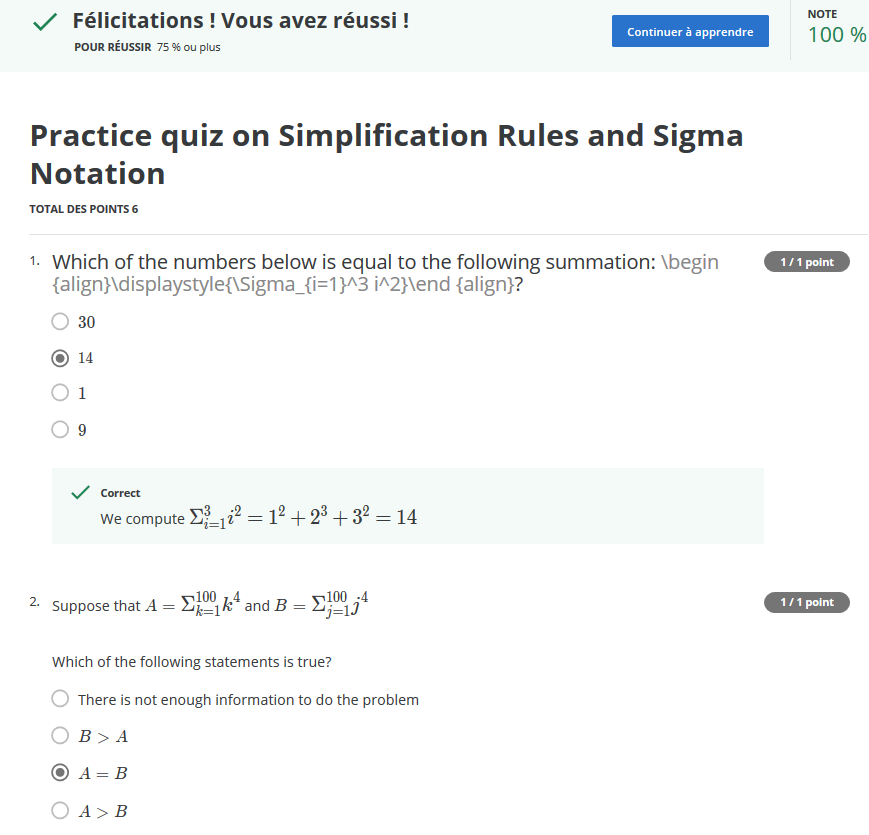 Félicitations ! Vous avez réussi !
POUR RÉUSSIR 75 % ou plus
Continuer à apprendre
NOTE
100 %
Practice quiz on Simplification Rules and Sigma
Notation
TOTAL DES POINTS 6
1. Which of the numbers below is equal to the following summation: \begin
{align}\displaystyle{\Sigma_{i=1}^3 i^2}\end {align}?
1 / 1 point
30
14
1
9
Correct
We compute Σ_{i=1}^{3} i^2 = 1^2 + 2^3 + 3^2 = 14
2. Suppose that A = Σ_{k=1}^{100} k^4 and B = Σ_{j=1}^{100} j^4
1 / 1 point
Which of the following statements is true?
There is not enough information to do the problem
B > A
A = B
A > B